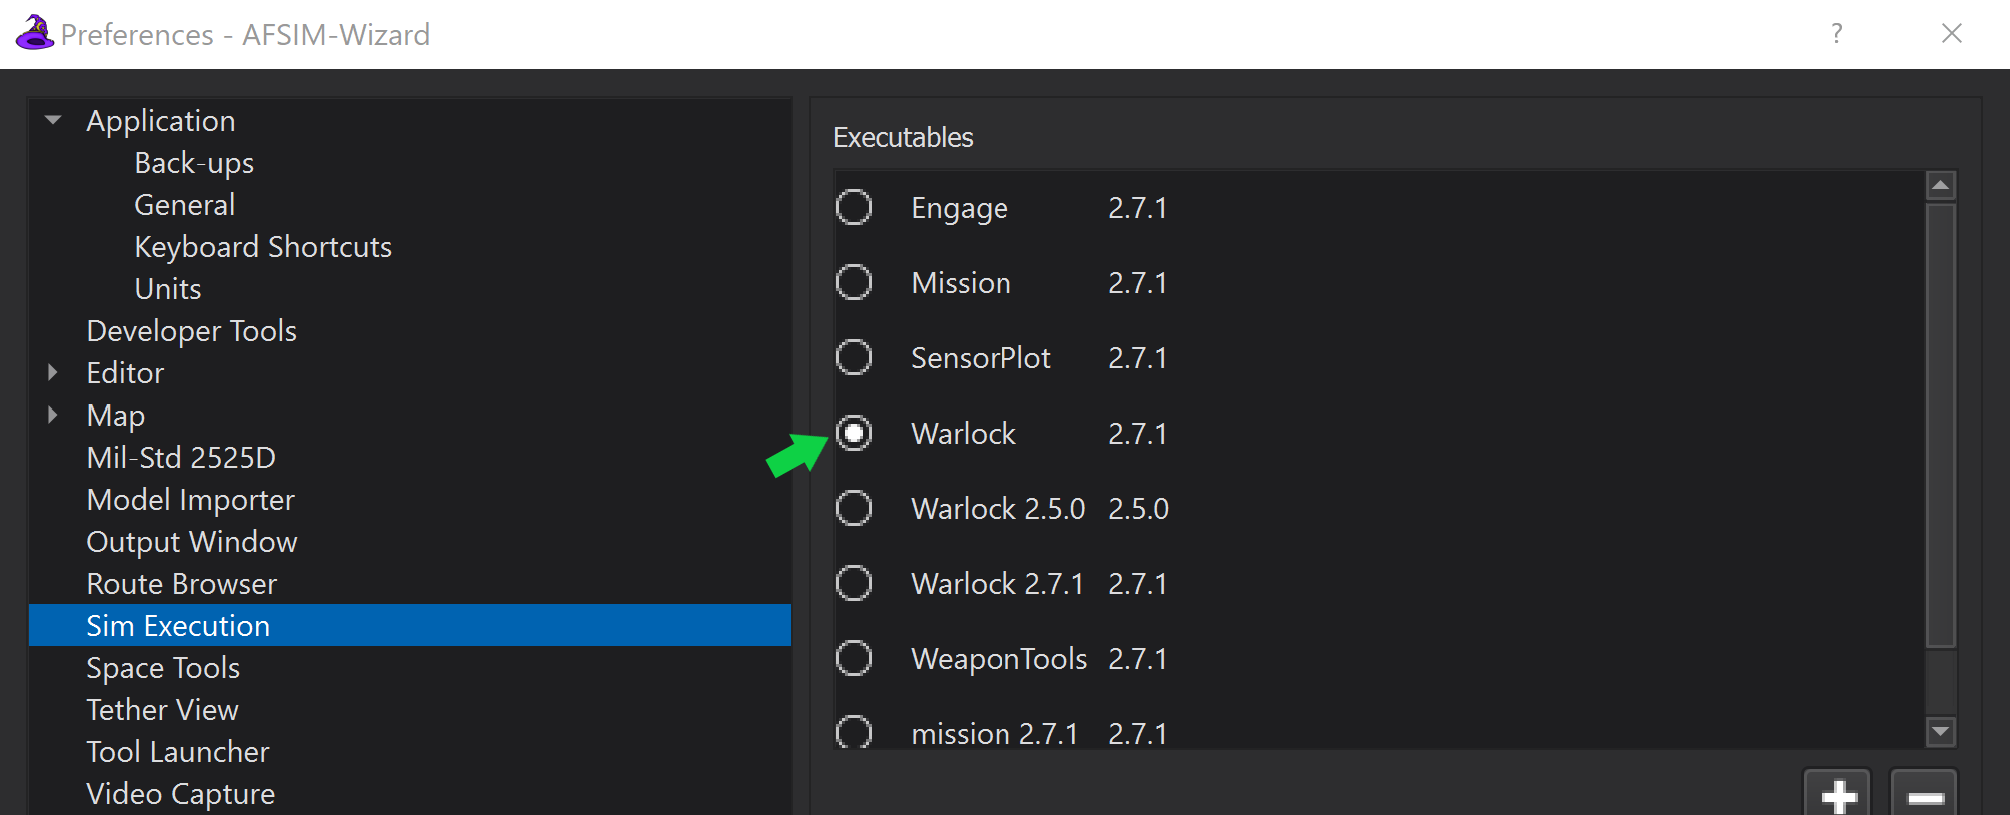 Preferences - AFSIM-Wizard
?
Application
Back-ups
General
Keyboard Shortcuts
Units
Developer Tools
Editor
Map
Mil-Std 2525D
Model Importer
Output Window
Route Browser
Sim Execution
Space Tools
Tether View
Tool Launcher
Video Capture
Executables
Engage 2.7.1
Mission 2.7.1
SensorPlot 2.7.1
Warlock 2.7.1
Warlock 2.5.0 2.5.0
Warlock 2.7.1 2.7.1
WeaponTools 2.7.1
mission 2.7.1 2.7.1